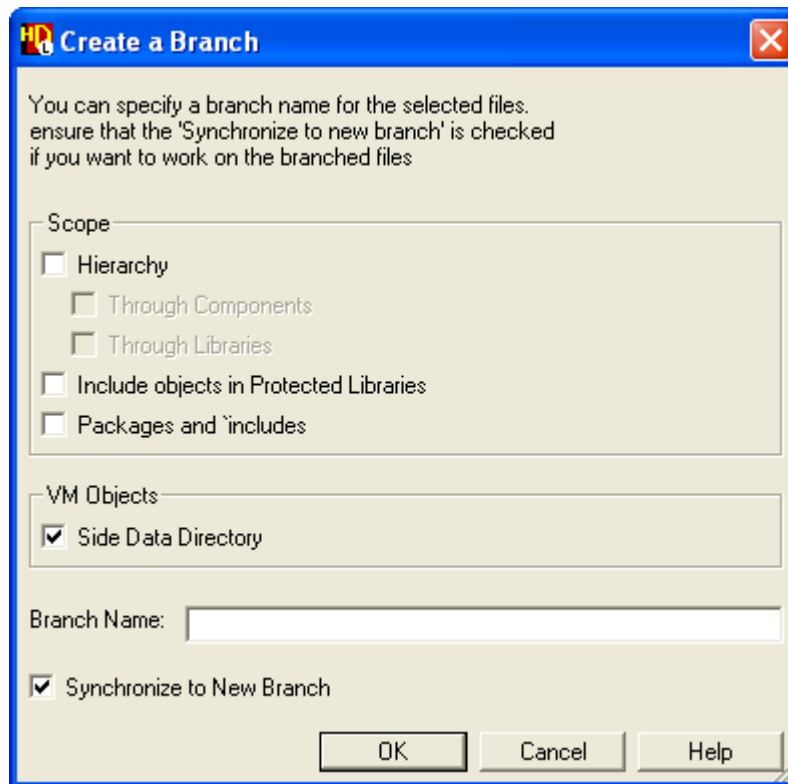 HDL Create a Branch
You can specify a branch name for the selected files.
ensure that the 'Synchronize to new branch' is checked
if you want to work on the branched files
Scope
Hierarchy
Through Components
Through Libraries
Include objects in Protected Libraries
Packages and `includes
VM Objects
Side Data Directory
Branch Name:
Synchronize to New Branch
OK Cancel Help